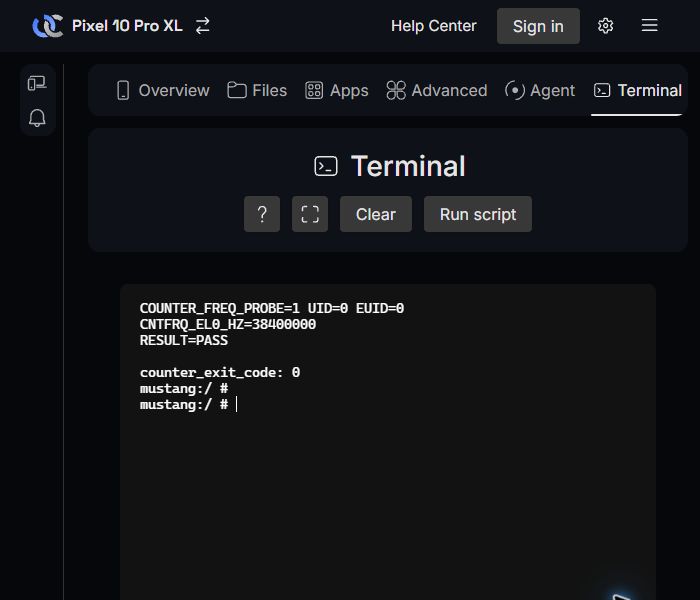 Pixel 10 Pro XL
Help Center
Sign in
Overview
Files
Apps
Advanced
Agent
Terminal
Terminal
?
Clear
Run script
COUNTER_FREQ_PROBE=1 UID=0 EUID=0
CNTFRQ_EL0_HZ=38400000
RESULT=PASS
counter_exit_code: 0
mustang:/ #
mustang:/ #